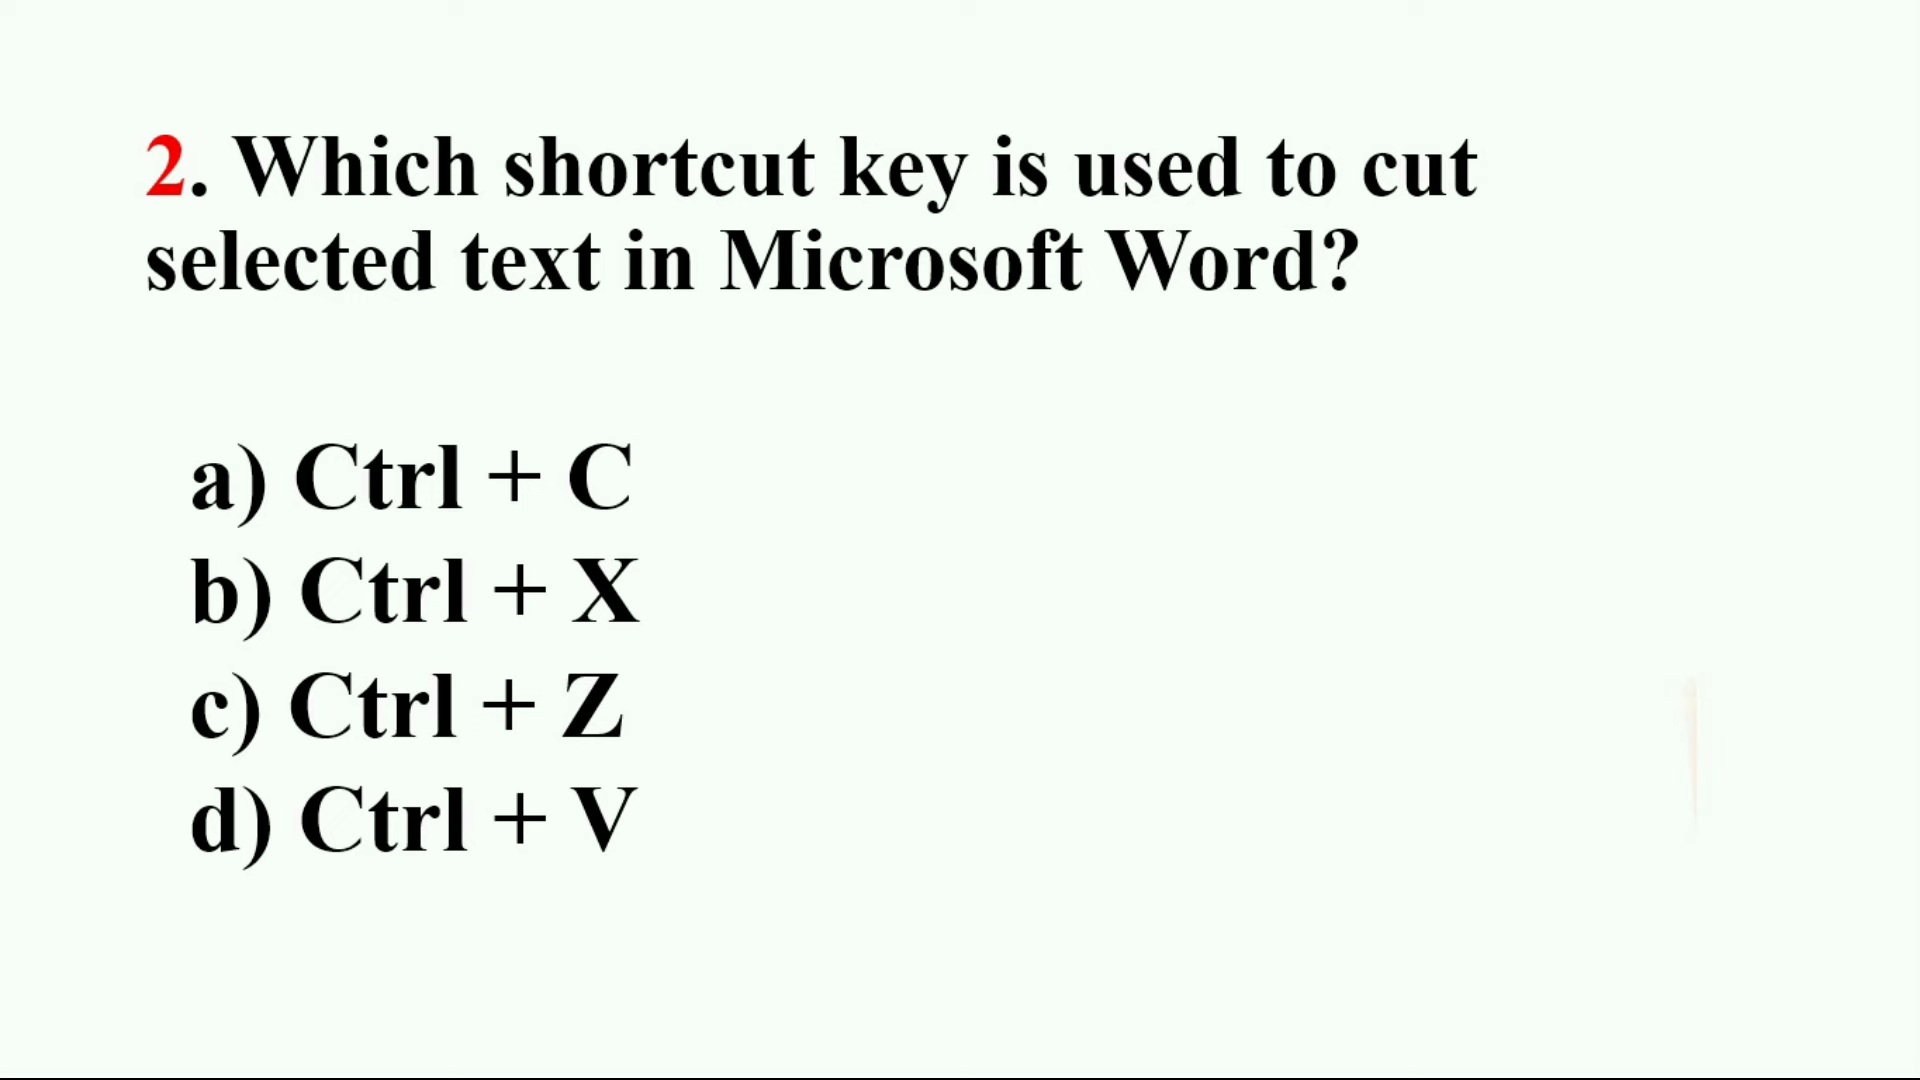 2. Which shortcut key is used to cut
selected text in Microsoft Word?
a) Ctrl + C
b) Ctrl + X
c) Ctrl + Z
d) Ctrl + V